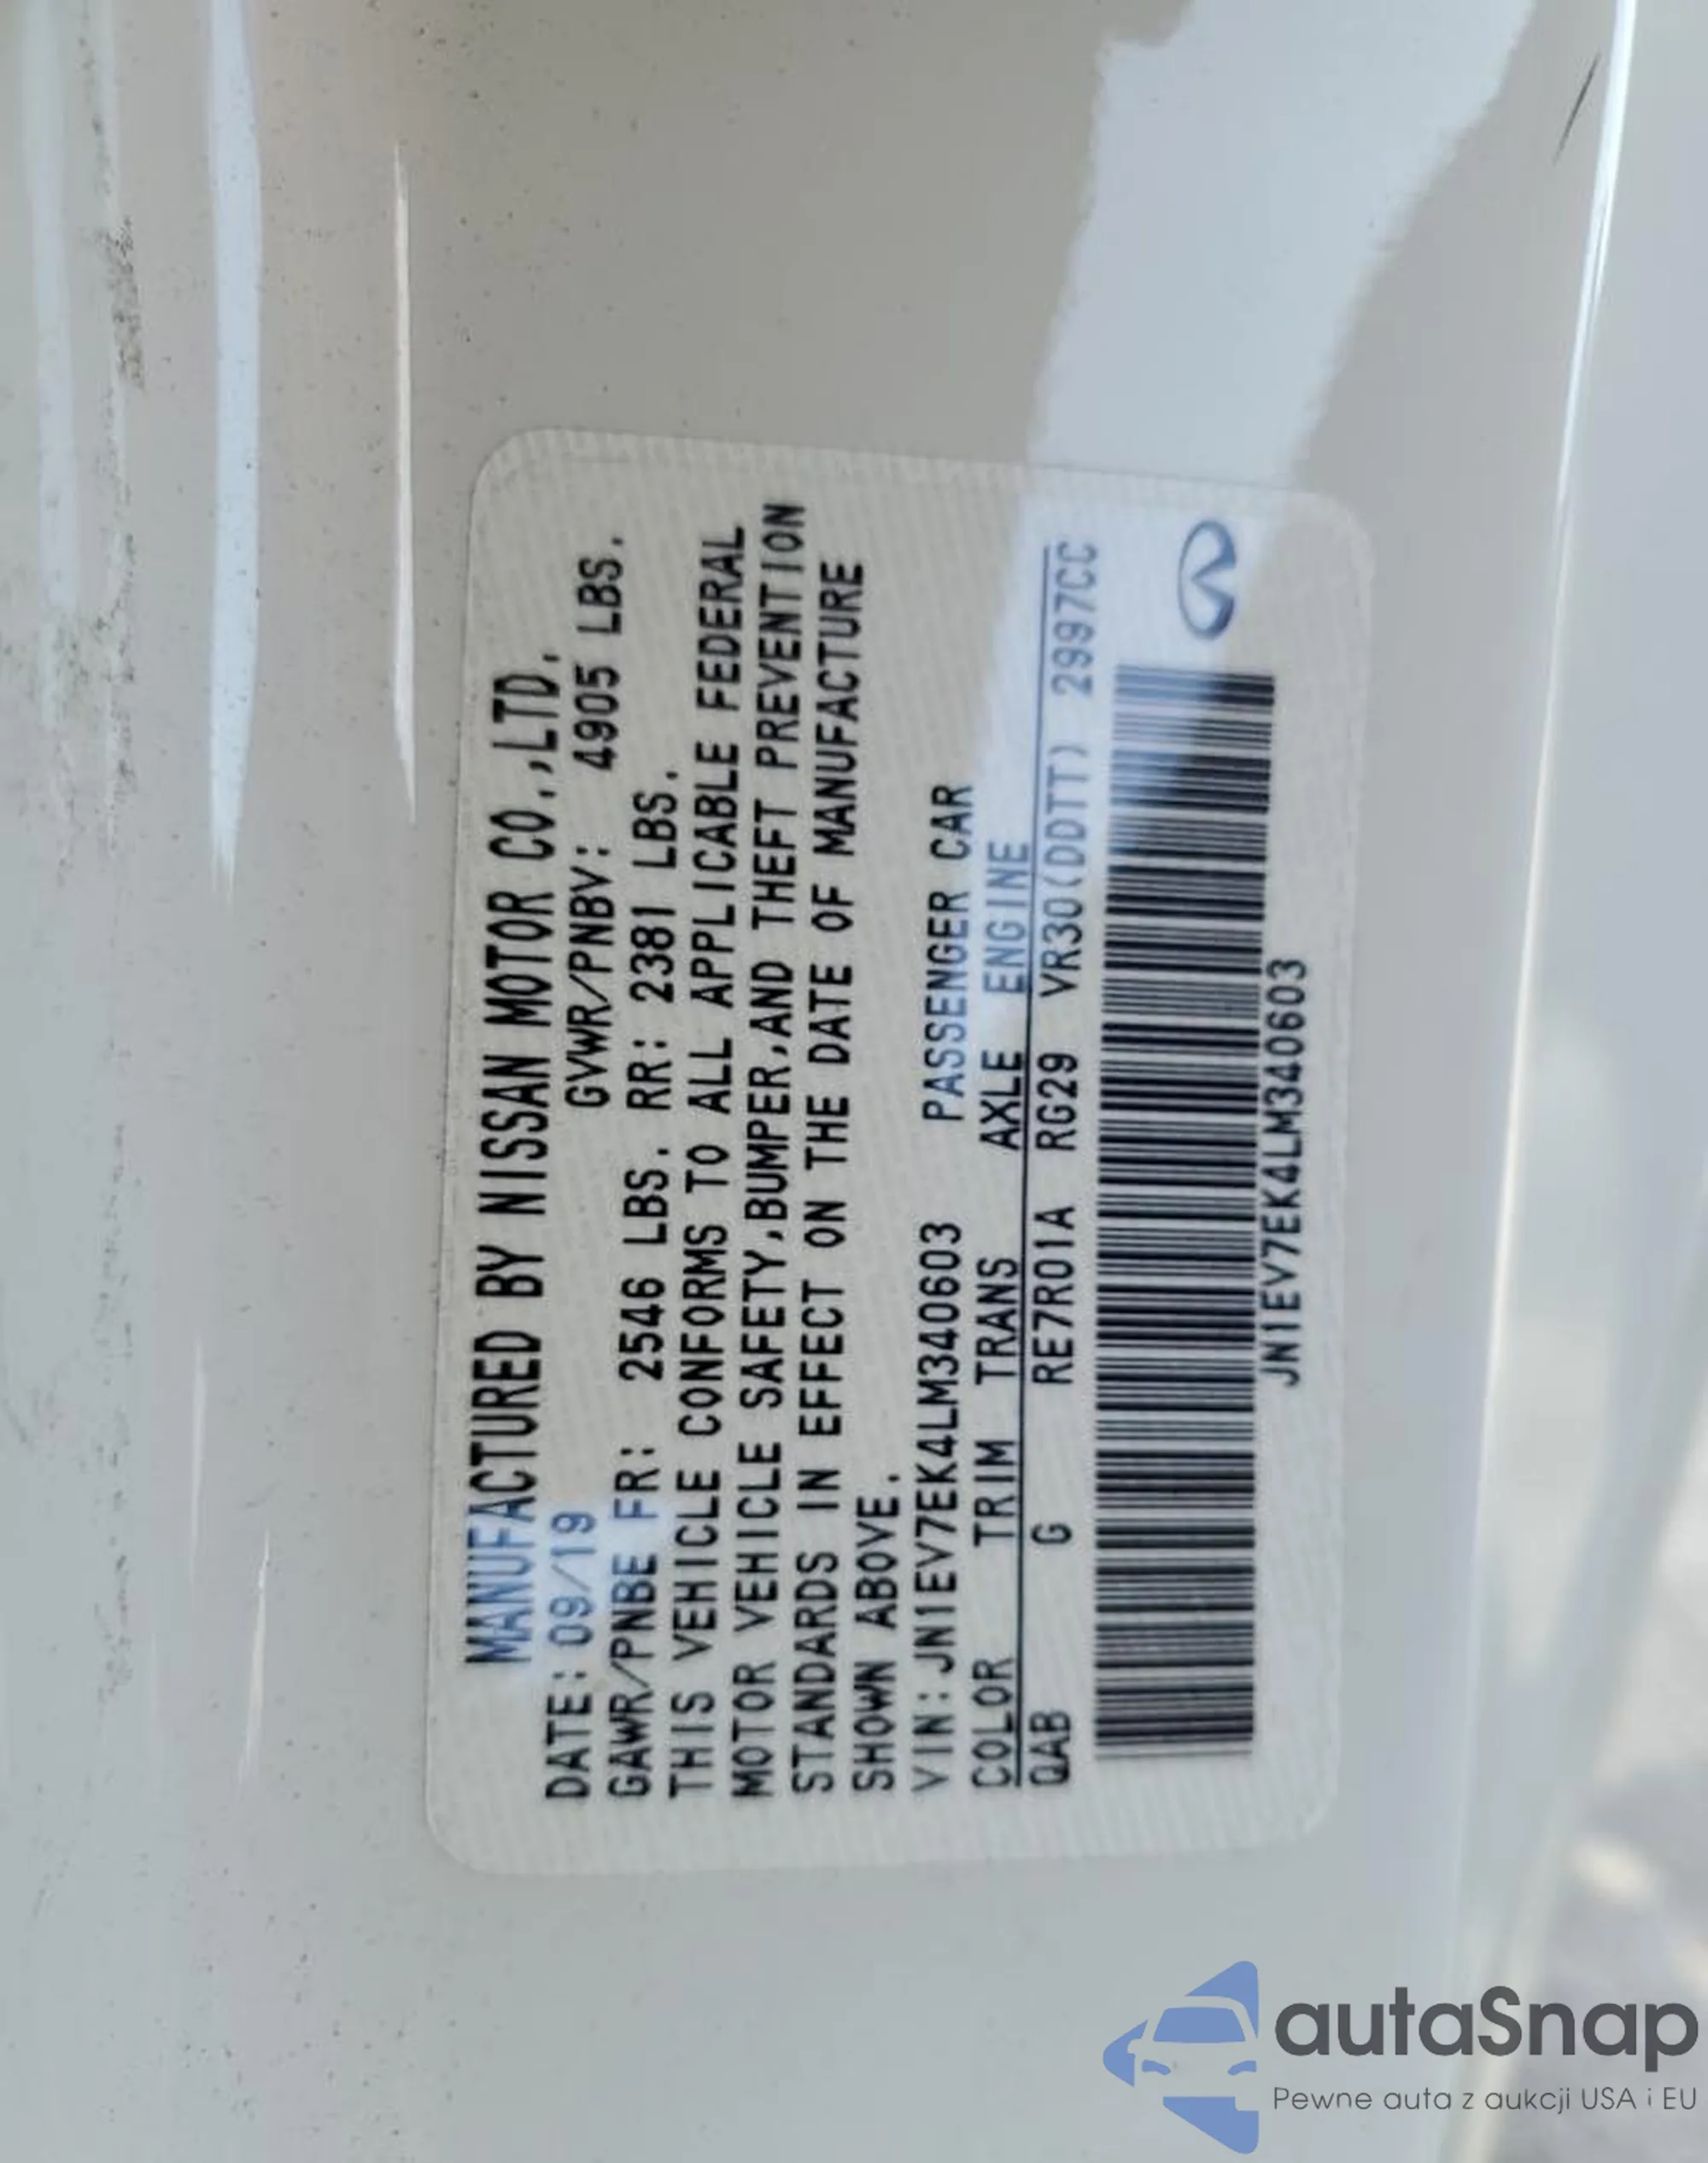 MANUFACTURED BY NISSAN MOTOR CO.,LTD.
DATE: 09/19 GVWR/PNBV: 4905 LBS.
GAWR/PNBE FR: 2546 LBS. RR: 2381 LBS.
THIS VEHICLE CONFORMS TO ALL APPLICABLE FEDERAL
MOTOR VEHICLE SAFETY,BUMPER,AND THEFT PREVENTION
STANDARDS IN EFFECT ON THE DATE OF MANUFACTURE
SHOWN ABOVE.
VIN:JN1EV7EK4LM340603 PASSENGER CAR
COLOR TRIM TRANS AXLE ENGINE
QAB G RE7R01A RG29 VR30(DDTT) 2997CC
JN1EV7EK4LM340603
autaSnap
Pewne auta z aukcji USA i EU